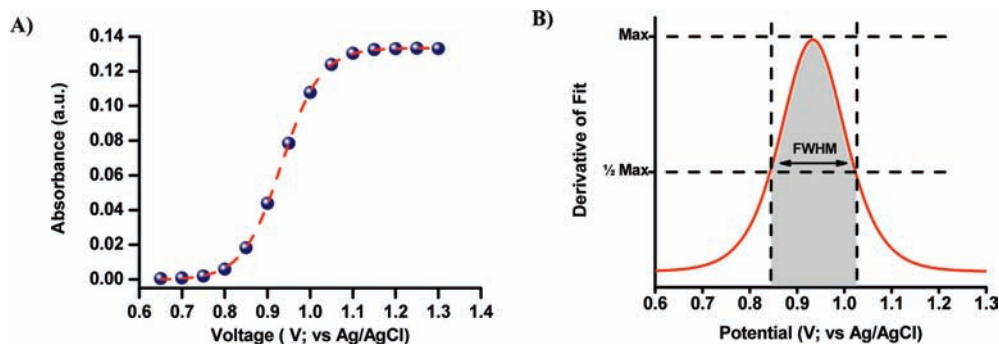 A)
0.14
0.12
0.10
0.08
0.06
0.04
0.02
0.00
Absorbance (a.u.)
0.6 0.7 0.8 0.9 1.0 1.1 1.2 1.3 1.4
Voltage ( V; vs Ag/AgCl)
B)
Max
½ Max
Derivative of Fit
FWHM
0.6 0.7 0.8 0.9 1.0 1.1 1.2 1.3
Potential (V; vs Ag/AgCl)